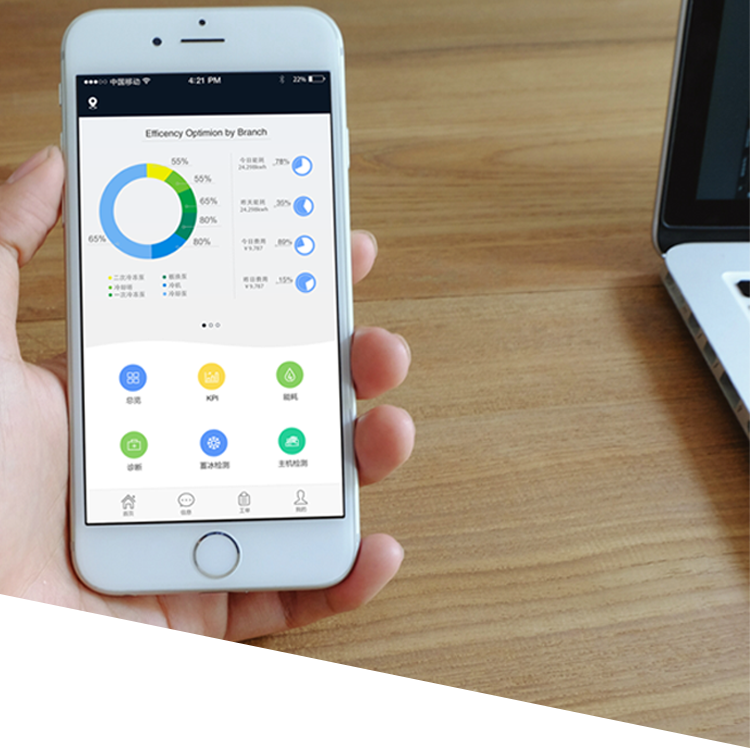 中国移动 4:21 PM 22%
Efficency Optimion by Branch
55%
55%
65%
80%
80%
65%
今日能耗 78%
24,298kwh
昨天能耗 35%
24,298kwh
今日费用 89%
¥9,787
昨日费用 15%
¥9,787
二次冷冻泵 瓶换泵
冷却塔 冷机
一次冷冻泵 冷却泵
总览 KPI 能耗
诊断 蓄冰检测 主机检测
首页 信息 工单 我的